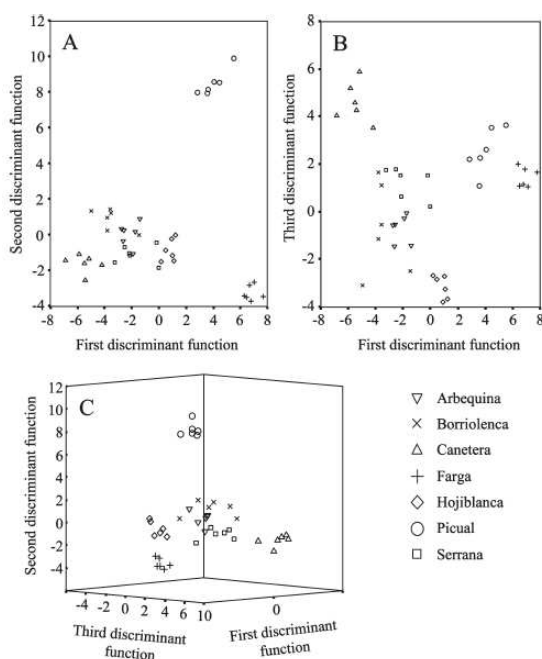 A
Second discriminant function
12
10
8
6
4
2
0
-2
-4
-8 -6 -4 -2 0 2 4 6 8
First discriminant function
B
Third discriminant function
8
6
4
2
0
-2
-4
-8 -6 -4 -2 0 2 4 6 8
First discriminant function
C
Second discriminant function
12
10
8
6
4
2
0
-2
-4
-4 -2 0 2 4 6 10
Third discriminant function
0
First discriminant function
Arbequina
Borriolenca
Canetera
Farga
Hojiblanca
Picual
Serrana